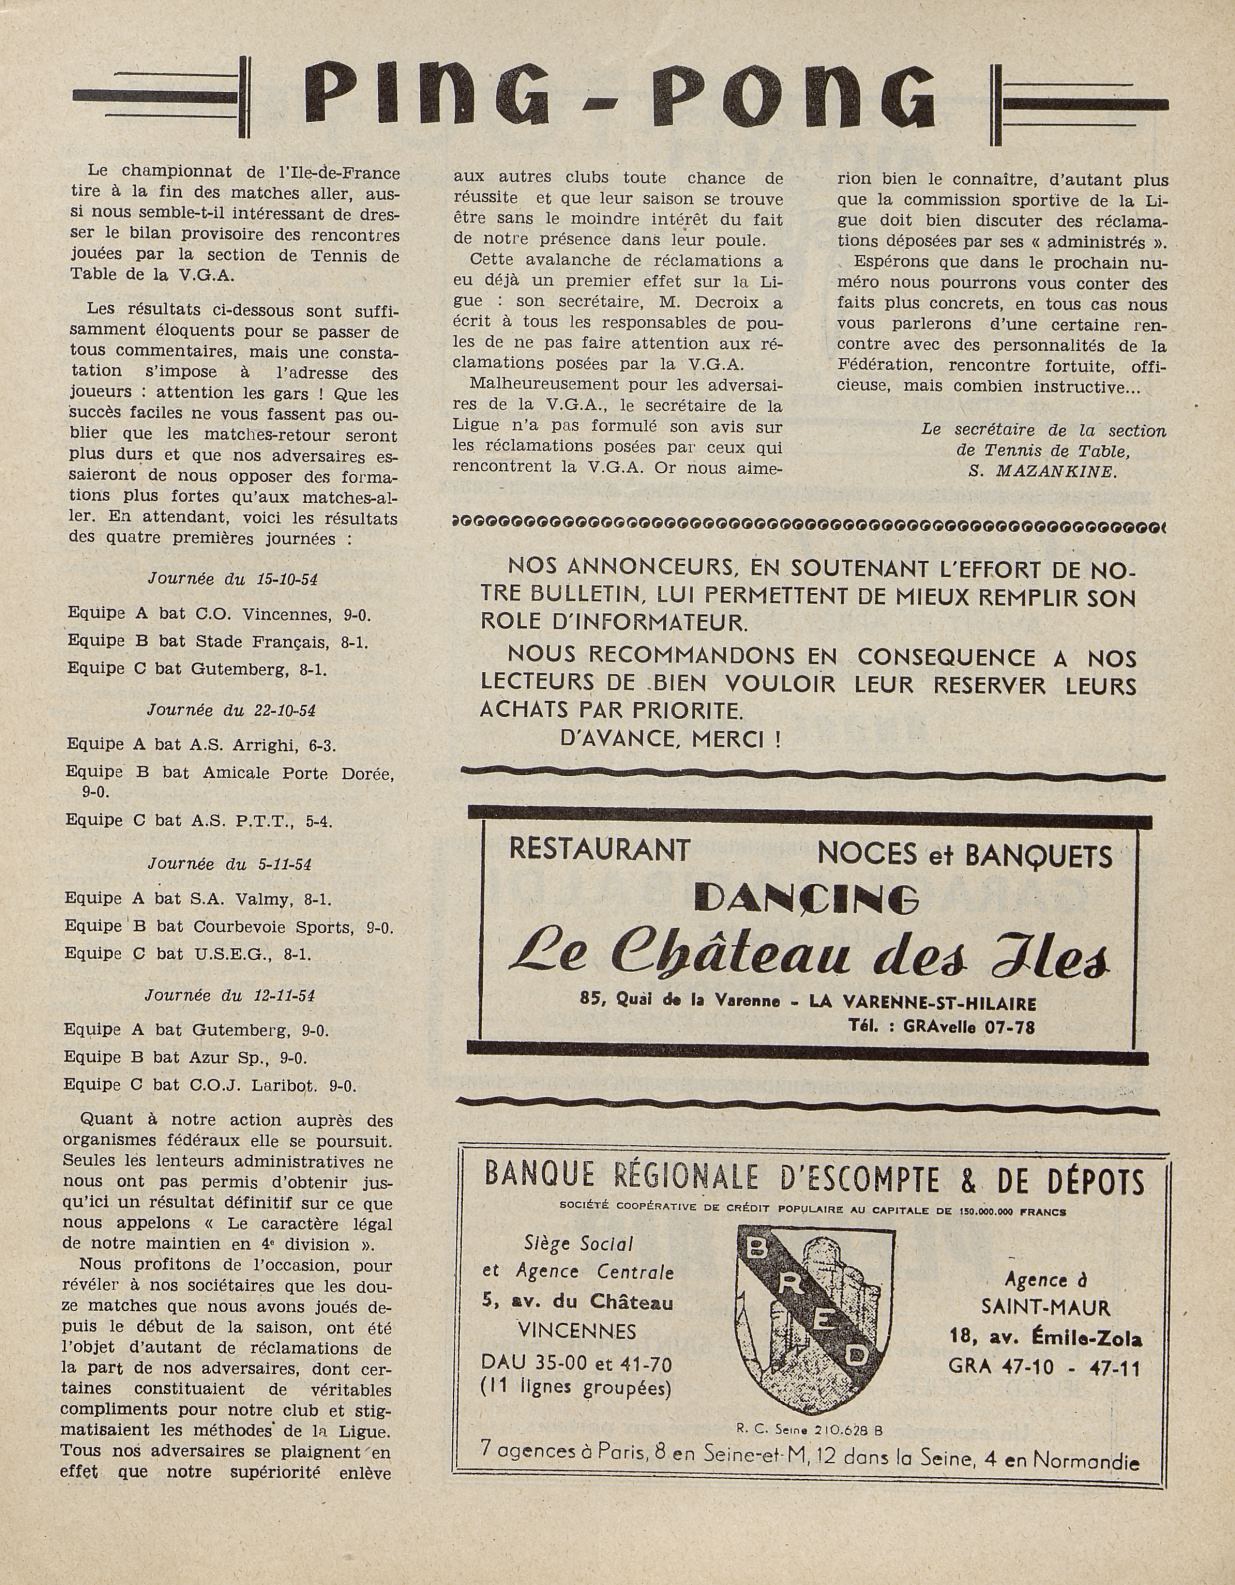 PING - PONG
Le championnat de l'Ile-de-France
tire à la fin des matches aller, aus-
si nous semble-t-il intéressant de dres-
ser le bilan provisoire des rencontres
jouées par la section de Tennis de
Table de la V.G.A.
Les résultats ci-dessous sont suffi-
samment éloquents pour se passer de
tous commentaires, mais une consta-
tation s'impose à l'adresse des
joueurs : attention les gars ! Que les
succès faciles ne vous fassent pas ou-
blier que les matches-retour seront
plus durs et que nos adversaires es-
saieront de nous opposer des forma-
tions plus fortes qu'aux matches-al-
ler. En attendant, voici les résultats
des quatre premières journées :
Journée du 15-10-54
Equipe A bat C.O. Vincennes, 9-0.
Equipe B bat Stade Français, 8-1.
Equipe C bat Gutemberg, 8-1.
Journée du 22-10-54
Equipe A bat A.S. Arrighi, 6-3.
Equipe B bat Amicale Porte Dorée,
9-0.
Equipe C bat A.S. P.T.T., 5-4.
Journée du 5-11-54
Equipe A bat S.A. Valmy, 8-1.
Equipe B bat Courbevoie Sports, 9-0.
Equipe C bat U.S.E.G., 8-1.
Journée du 12-11-54
Equipe A bat Gutemberg, 9-0.
Equipe B bat Azur Sp., 9-0.
Equipe C bat C.O.J. Laribot. 9-0.
Quant à notre action auprès des
organismes fédéraux elle se poursuit.
Seules les lenteurs administratives ne
nous ont pas permis d'obtenir jus-
qu'ici un résultat définitif sur ce que
nous appelons « Le caractère légal
de notre maintien en 4e division ».
Nous profitons de l'occasion, pour
révéler à nos sociétaires que les dou-
ze matches que nous avons joués de-
puis le début de la saison, ont été
l'objet d'autant de réclamations de
la part de nos adversaires, dont cer-
taines constituaient de véritables
compliments pour notre club et stig-
matisaient les méthodes de la Ligue.
Tous nos adversaires se plaignent en
effet que notre supériorité enlève
aux autres clubs toute chance de
réussite et que leur saison se trouve
être sans le moindre intérêt du fait
de notre présence dans leur poule.
Cette avalanche de réclamations a
eu déjà un premier effet sur la Li-
gue : son secrétaire, M. Decroix a
écrit à tous les responsables de pou-
les de ne pas faire attention aux ré-
clamations posées par la V.G.A.
Malheureusement pour les adversai-
res de la V.G.A., le secrétaire de la
Ligue n'a pas formulé son avis sur
les réclamations posées par ceux qui
rencontrent la V.G.A. Or nous aime-
rion bien le connaître, d'autant plus
que la commission sportive de la Li-
gue doit bien discuter des réclama-
tions déposées par ses « administrés ».
Espérons que dans le prochain nu-
méro nous pourrons vous conter des
faits plus concrets, en tous cas nous
vous parlerons d'une certaine ren-
contre avec des personnalités de la
Fédération, rencontre fortuite, offi-
cieuse, mais combien instructive...
Le secrétaire de la section
de Tennis de Table,
S. MAZANKINE.
NOS ANNONCEURS, EN SOUTENANT L'EFFORT DE NO-
TRE BULLETIN, LUI PERMETTENT DE MIEUX REMPLIR SON
ROLE D'INFORMATEUR.
NOUS RECOMMANDONS EN CONSEQUENCE A NOS
LECTEURS DE BIEN VOULOIR LEUR RESERVER LEURS
ACHATS PAR PRIORITE.
D'AVANCE, MERCI !
RESTAURANT NOCES et BANQUETS
DANCING
Le Château des Iles
85, Quai de la Varenne - LA VARENNE-ST-HILAIRE
Tél. : GRAvelle 07-78
BANQUE RÉGIONALE D'ESCOMPTE & DE DÉPOTS
SOCIÉTÉ COOPÉRATIVE DE CRÉDIT POPULAIRE AU CAPITALE DE 150.000.000 FRANCS
Siège Social
et Agence Centrale
5, av. du Château
VINCENNES
DAU 35-00 et 41-70
(11 lignes groupées)
BRED
Agence à
SAINT-MAUR
18, av. Émile-Zola
GRA 47-10 - 47-11
R. C. Seine 210.628 B
7 agences à Paris, 8 en Seine-et-M, 12 dans la Seine, 4 en Normandie